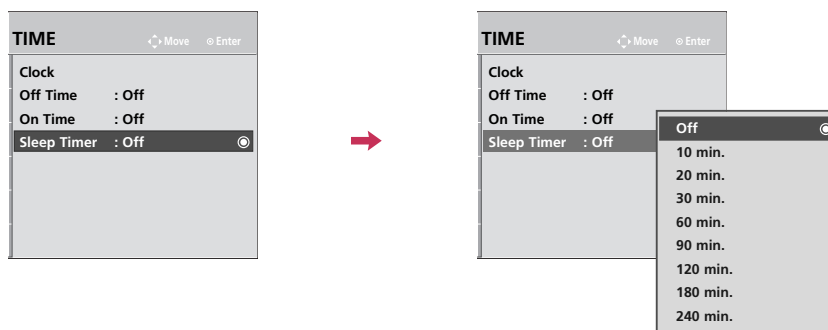 TIME Move Enter
Clock
Off Time : Off
On Time : Off
Sleep Timer : Off
TIME Move Enter
Clock
Off Time : Off
On Time : Off
Sleep Timer : Off
Off
10 min.
20 min.
30 min.
60 min.
90 min.
120 min.
180 min.
240 min.